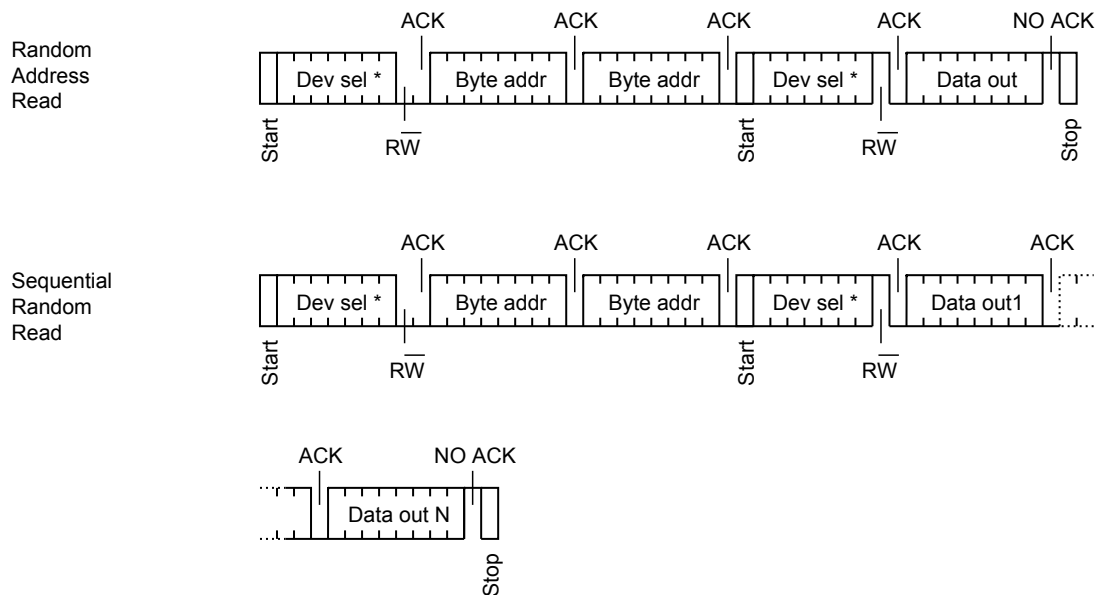 ACK ACK ACK ACK NO ACK
Random
Address
Read
Dev sel * Byte addr Byte addr Dev sel * Data out
Start RW Start RW Stop
ACK ACK ACK ACK ACK
Sequential
Random
Read
Dev sel * Byte addr Byte addr Dev sel * Data out1
Start RW Start RW
ACK NO ACK
Data out N
Stop